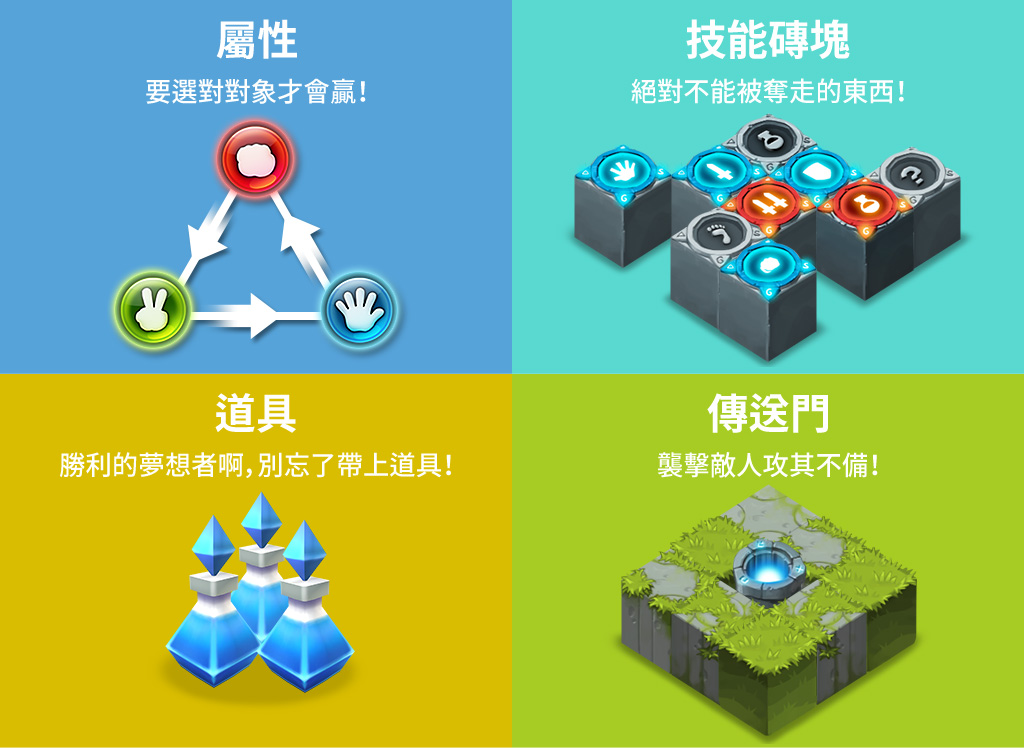 屬性
要選對對象才會贏!
技能磚塊
絕對不能被奪走的東西!
道具
勝利的夢想者啊,別忘了帶上道具!
傳送門
襲擊敵人攻其不備!